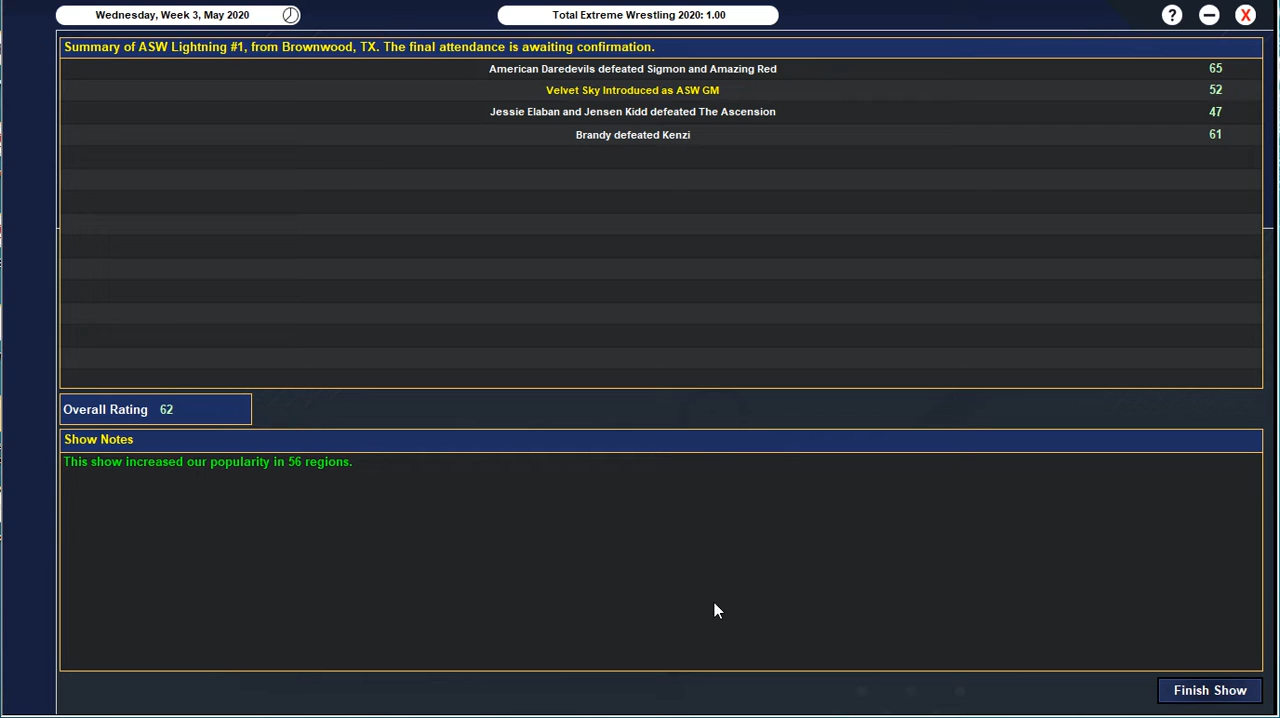 Wednesday, Week 3, May 2020
Total Extreme Wrestling 2020: 1.00
? X
Summary of ASW Lightning #1, from Brownwood, TX. The final attendance is awaiting confirmation.
American Daredevils defeated Sigmon and Amazing Red 65
Velvet Sky Introduced as ASW GM 52
Jessie Elaban and Jensen Kidd defeated The Ascension 47
Brandy defeated Kenzi 61
Overall Rating 62
Show Notes
This show increased our popularity in 56 regions.
Finish Show